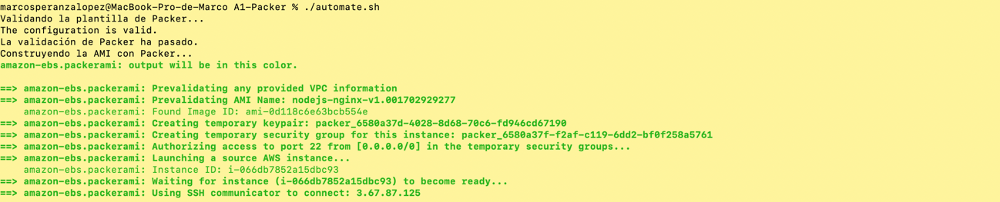 marcosperanzalopez@MacBook-Pro-de-Marco A1-Packer % ./automate.sh
Validando la plantilla de Packer...
The configuration is valid.
La validación de Packer ha pasado.
Construyendo la AMI con Packer...
amazon-ebs.packerami: output will be in this color.

==> amazon-ebs.packerami: Prevalidating any provided VPC information
==> amazon-ebs.packerami: Prevalidating AMI Name: nodejs-nginx-v1.001702929277
    amazon-ebs.packerami: Found Image ID: ami-0d118c6e63bcb554e
==> amazon-ebs.packerami: Creating temporary keypair: packer_6580a37d-4028-8d68-70c6-fd946cd67190
==> amazon-ebs.packerami: Creating temporary security group for this instance: packer_6580a37f-f2af-c119-6dd2-bf0f258a5761
==> amazon-ebs.packerami: Authorizing access to port 22 from [0.0.0.0/0] in the temporary security groups...
==> amazon-ebs.packerami: Launching a source AWS instance...
    amazon-ebs.packerami: Instance ID: i-066db7852a15dbc93
==> amazon-ebs.packerami: Waiting for instance (i-066db7852a15dbc93) to become ready...
==> amazon-ebs.packerami: Using SSH communicator to connect: 3.67.87.125